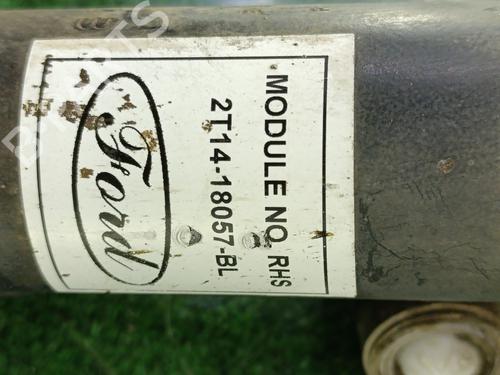 Ford
MODULE NO. RHS
2T14-18057-BL